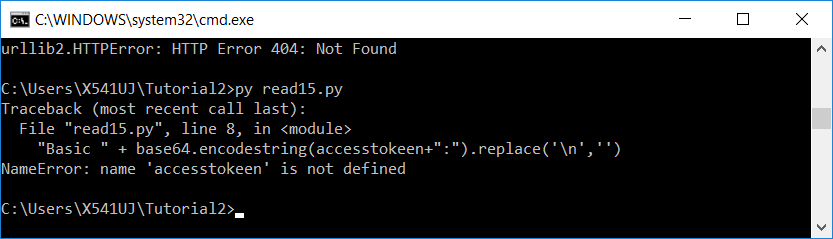 C:\WINDOWS\system32\cmd.exe
urllib2.HTTPError: HTTP Error 404: Not Found
C:\Users\X541UJ\Tutorial2>py read15.py
Traceback (most recent call last):
  File "read15.py", line 8, in <module>
    "Basic " + base64.encodestring(accesstokeen+":").replace('\n','')
NameError: name 'accesstokeen' is not defined
C:\Users\X541UJ\Tutorial2>